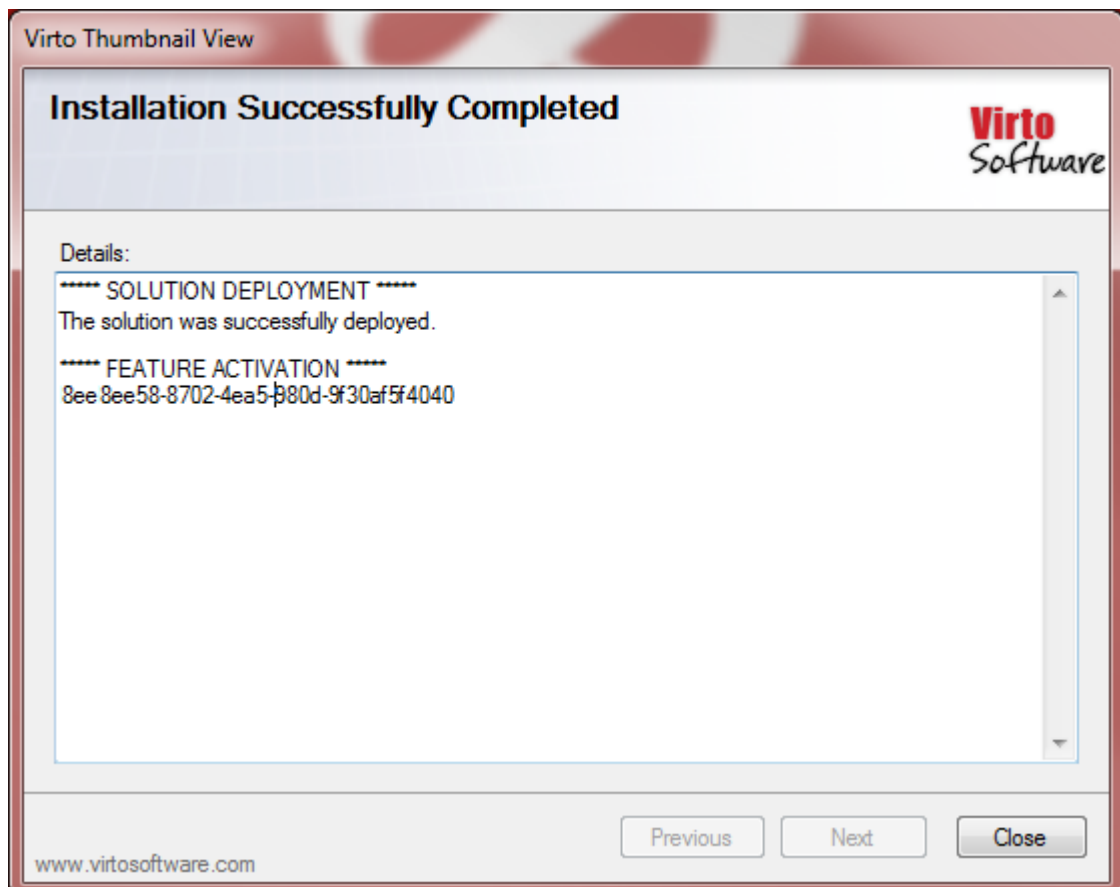 Virto Thumbnail View
Installation Successfully Completed
Virto
Software
Details:
***** SOLUTION DEPLOYMENT *****
The solution was successfully deployed.
***** FEATURE ACTIVATION *****
8ee8ee58-8702-4ea5-980d-9f30af5f4040
Previous Next Close
www.virtosoftware.com